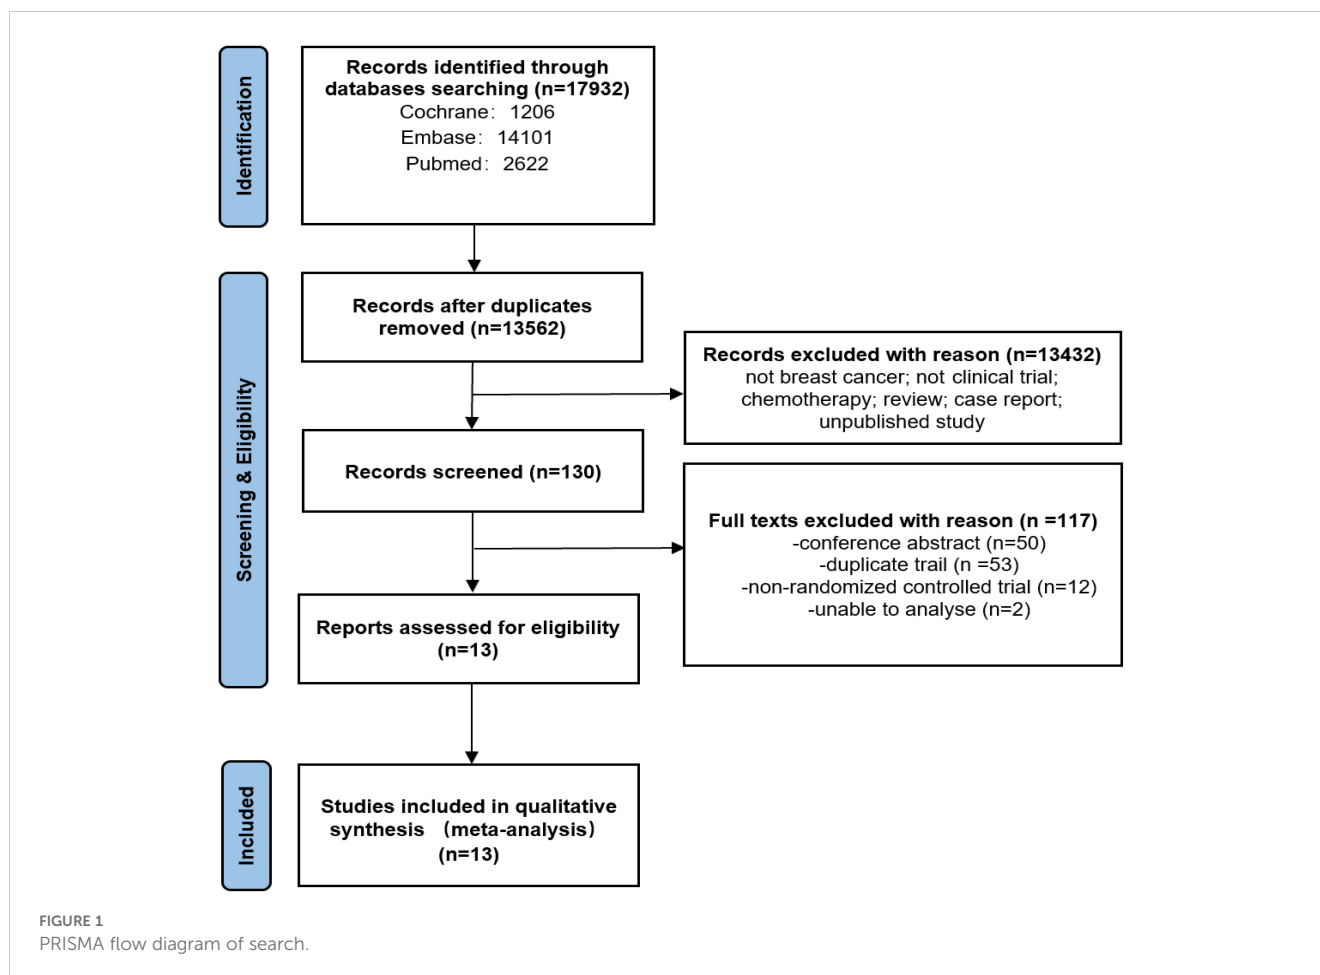 Identification
Records identified through
databases searching (n=17932)
Cochrane: 1206
Embase: 14101
Pubmed: 2622
Screening & Eligibility
Records after duplicates
removed (n=13562)
Records excluded with reason (n=13432)
not breast cancer; not clinical trial;
chemotherapy; review; case report;
unpublished study
Records screened (n=130)
Full texts excluded with reason (n =117)
-conference abstract (n=50)
-duplicate trail (n =53)
-non-randomized controlled trial (n=12)
-unable to analyse (n=2)
Reports assessed for eligibility
(n=13)
Included
Studies included in qualitative
synthesis （meta-analysis）
(n=13)
FIGURE 1
PRISMA flow diagram of search.